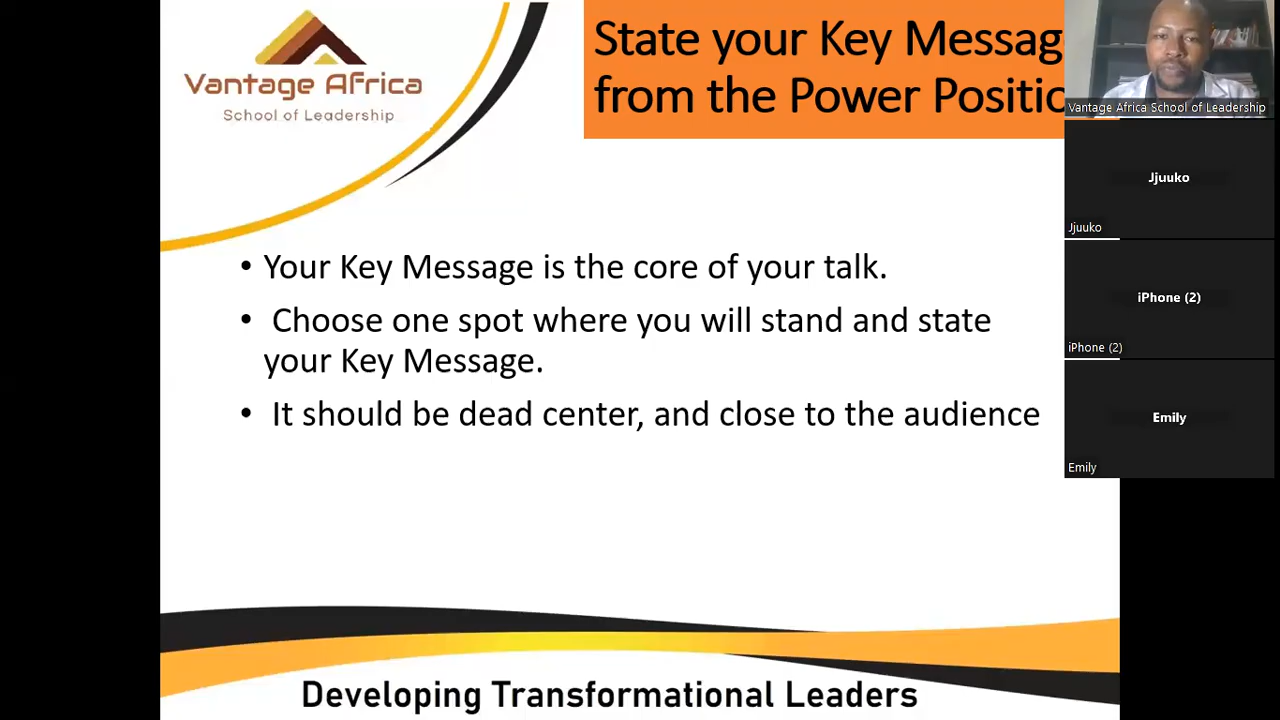 Vantage Africa
School of Leadership
State your Key Messag
from the Power Positio
• Your Key Message is the core of your talk.
• Choose one spot where you will stand and state
your Key Message.
• It should be dead center, and close to the audience
Developing Transformational Leaders
Vantage Africa School of Leadership
Jjuuko
Jjuuko
iPhone (2)
iPhone (2)
Emily
Emily